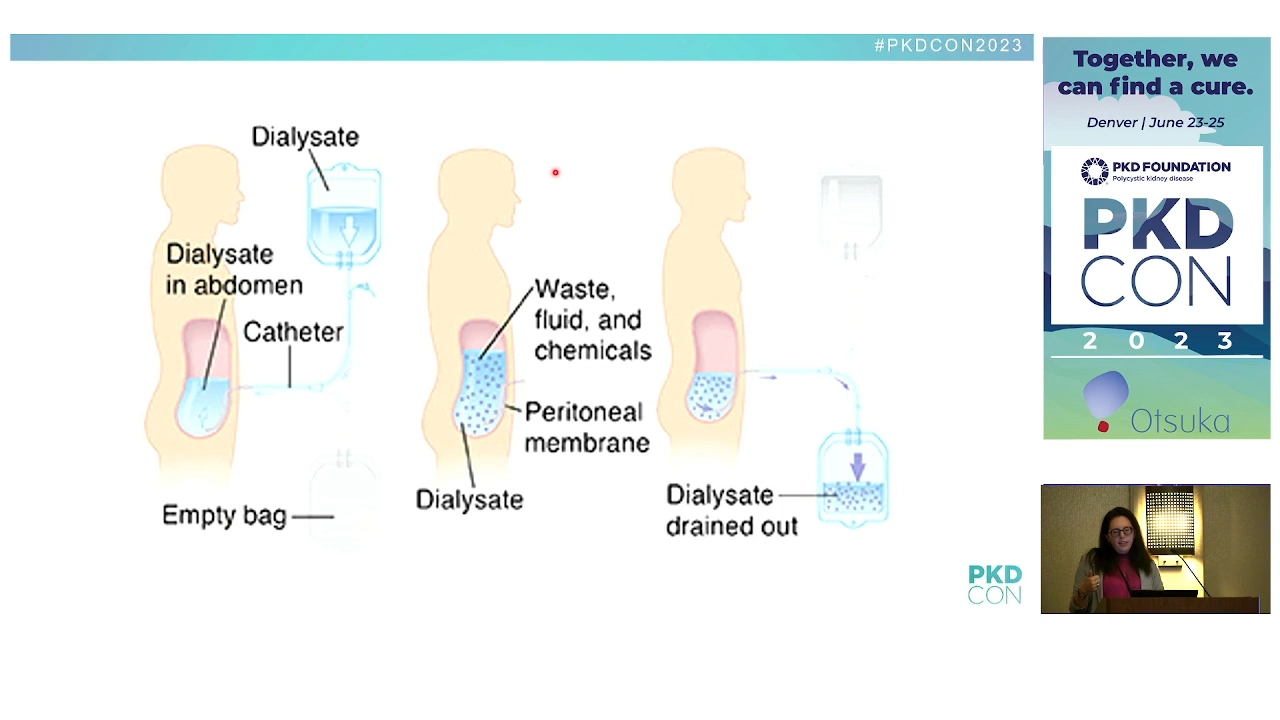 #PKDCON2023
Dialysate
Dialysate
in abdomen
Catheter
Empty bag
Waste,
fluid, and
chemicals
Peritoneal
membrane
Dialysate
Dialysate
drained out
PKD
CON
Together, we
can find a cure.
Denver | June 23-25
PKD FOUNDATION
Polycystic kidney disease
PKD
CON
2023
Otsuka